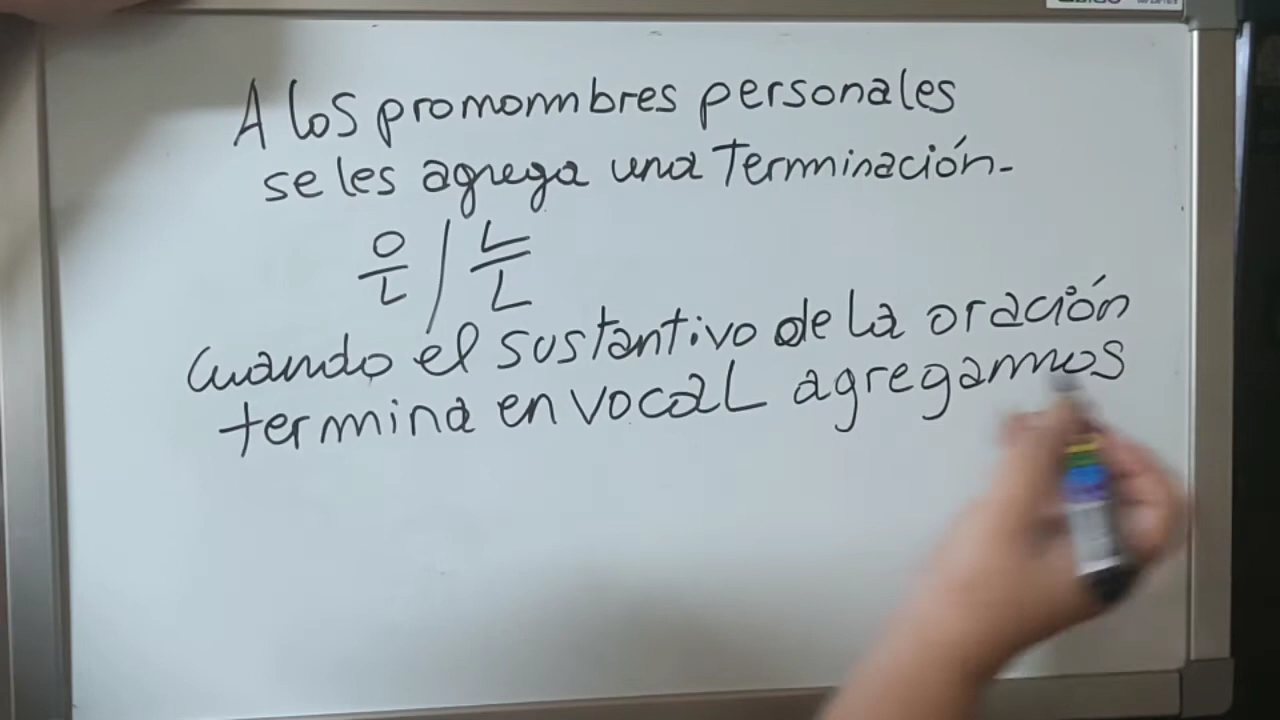 A los promombres personales
se les agrega una Terminación-
은/는
Cuando el sustantivo de la oración
termina en vocal agregamos